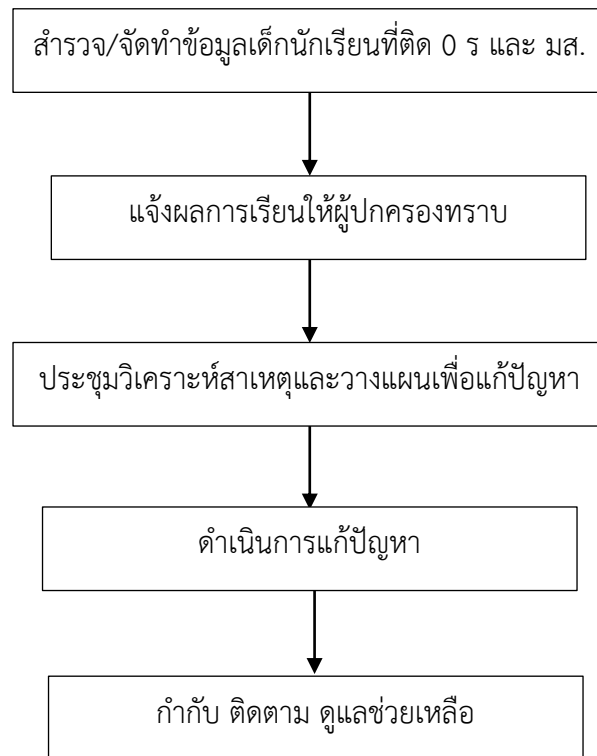 สำรวจ/จัดทำข้อมูลเด็กนักเรียนที่ติด 0 ร และ มส.
แจ้งผลการเรียนให้ผู้ปกครองทราบ
ประชุมวิเคราะห์สาเหตุและวางแผนเพื่อแก้ปัญหา
ดำเนินการแก้ปัญหา
กำกับ ติดตาม ดูแลช่วยเหลือ